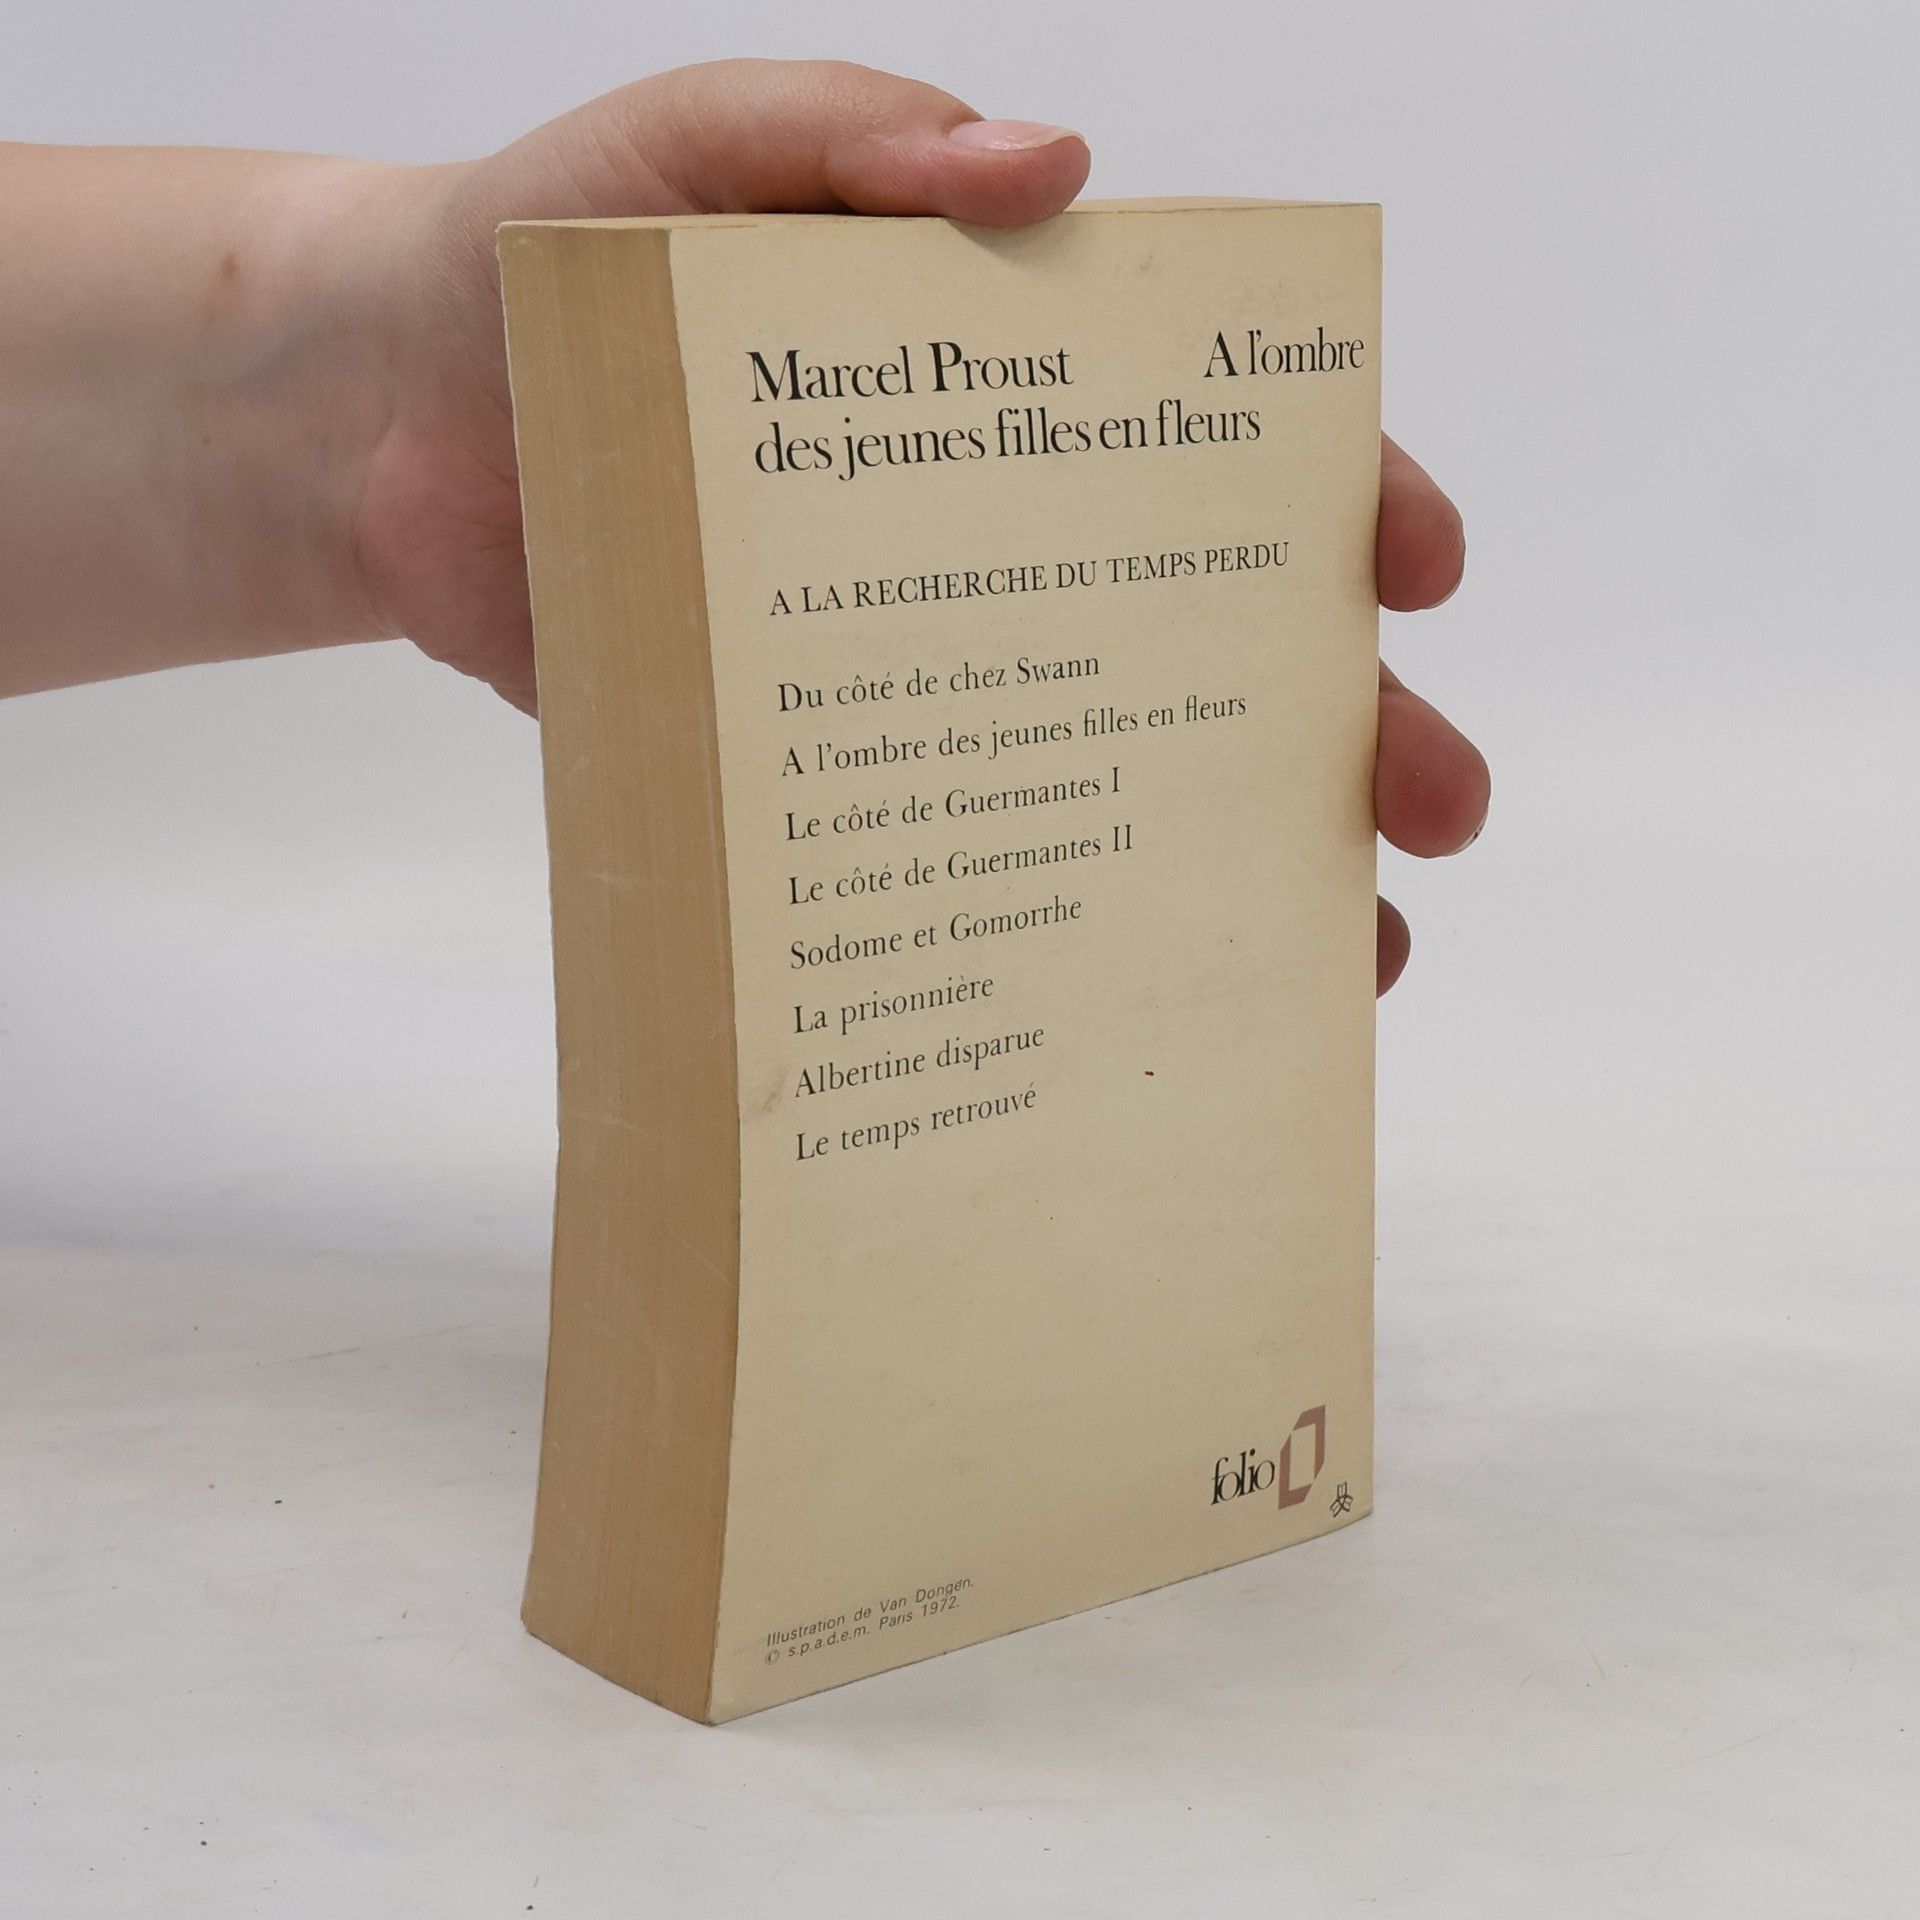 Marcel Proust A l'ombre
des jeunes filles en fleurs
A LA RECHERCHE DU TEMPS PERDU
Du côté de chez Swann
A l'ombre des jeunes filles en fleurs
Le côté de Guermantes I
Le côté de Guermantes II
Sodome et Gomorrhe
La prisonnière
Albertine disparue
Le temps retrouvé
folio
Illustration de Van Dongen.
© s.p.a.d.e.m. Paris 1972.